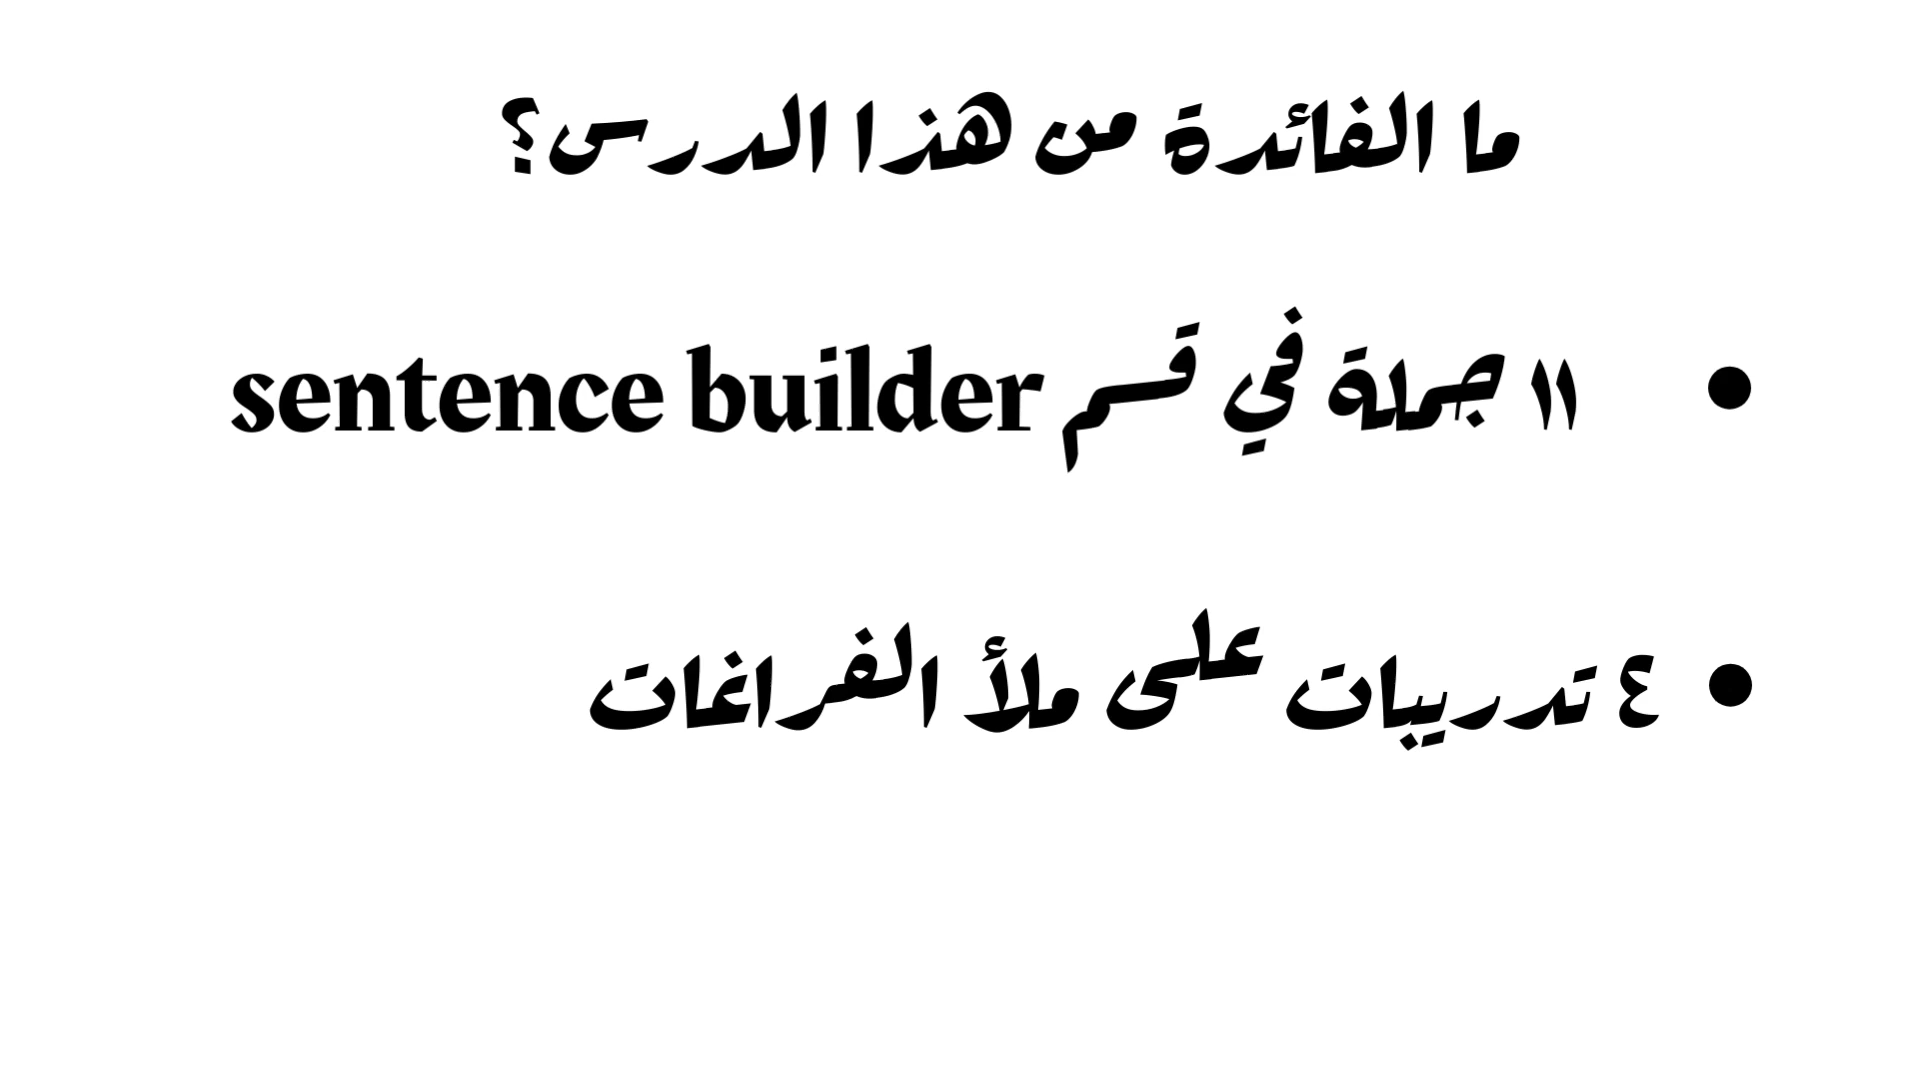 ما الفائدة من هذا الدرس؟
• ١١ جملة في قسم sentence builder
• ٤ تدريبات على ملأ الفراغات